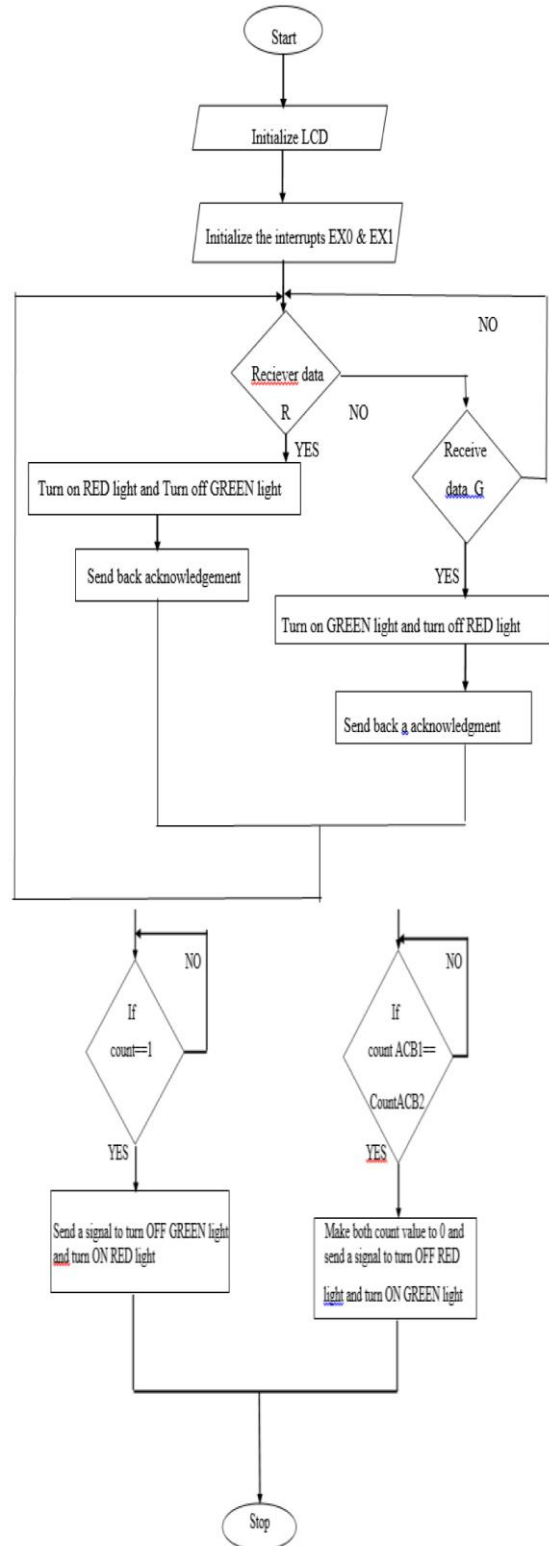 Start
Initialize LCD
Initialize the interrupts EX0 & EX1
NO
Reciever data
R
NO
YES
Receive
data G
Turn on RED light and Turn off GREEN light
Send back acknowledgement
YES
Turn on GREEN light and turn off RED light
Send back a acknowledgment
NO
If
count==1
YES
Send a signal to turn OFF GREEN light
and turn ON RED light
NO
If
count ACB1==
CountACB2
YES
Make both count value to 0 and
send a signal to turn OFF RED
light and turn ON GREEN light
Stop